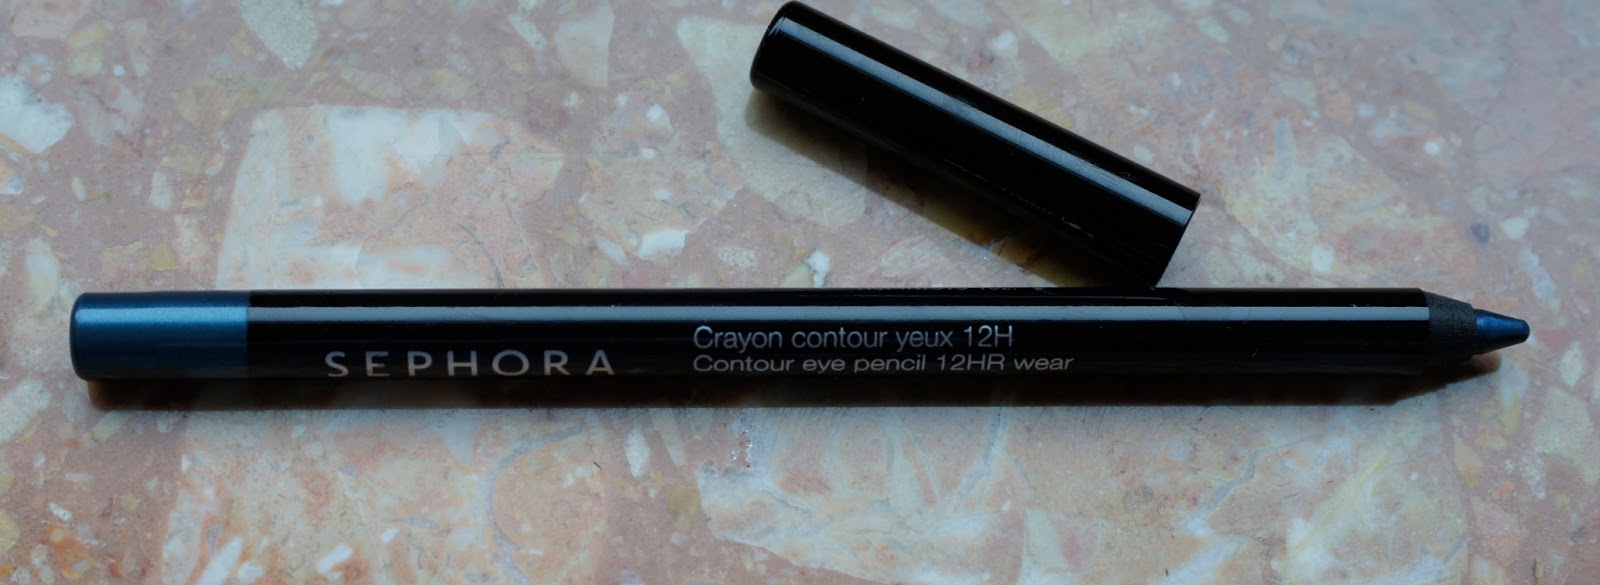 SEPHORA
Crayon contour yeux 12H
Contour eye pencil 12HR wear